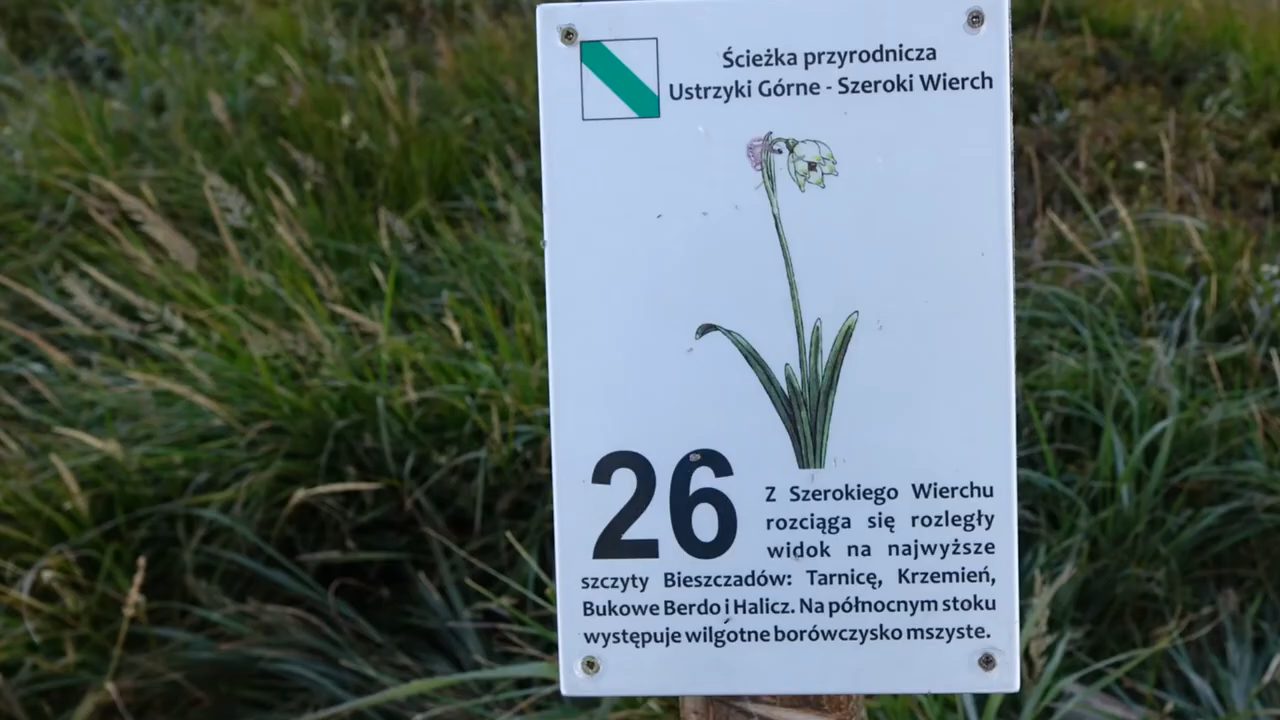 Ścieżka przyrodnicza
Ustrzyki Górne - Szeroki Wierch
26
Z Szerokiego Wierchu
rozciąga się rozległy
widok na najwyższe
szczyty Bieszczadów: Tarnicę, Krzemień,
Bukowe Berdo i Halicz. Na północnym stoku
występuje wilgotne borówczysko mszyste.